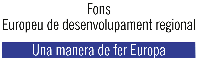 Fons
Europeu de desenvolupament regional
Una manera de fer Europa